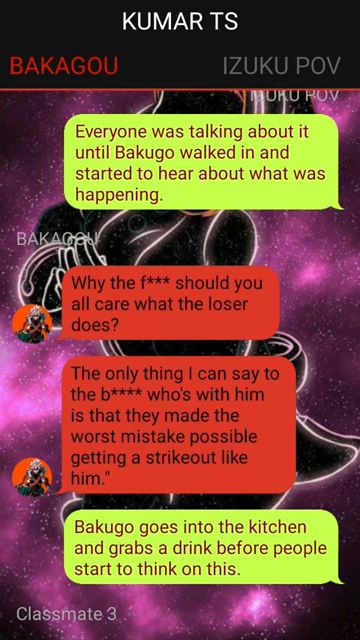 KUMAR TS
BAKAGOU
IZUKU POV
IZUKU POV
Everyone was talking about it
until Bakugo walked in and
started to hear about what was
happening.
BAKAGOU
Why the f*** should you
all care what the loser
does?
The only thing I can say to
the b**** who's with him
is that they made the
worst mistake possible
getting a strikeout like
him."
Bakugo goes into the kitchen
and grabs a drink before people
start to think on this.
Classmate 3